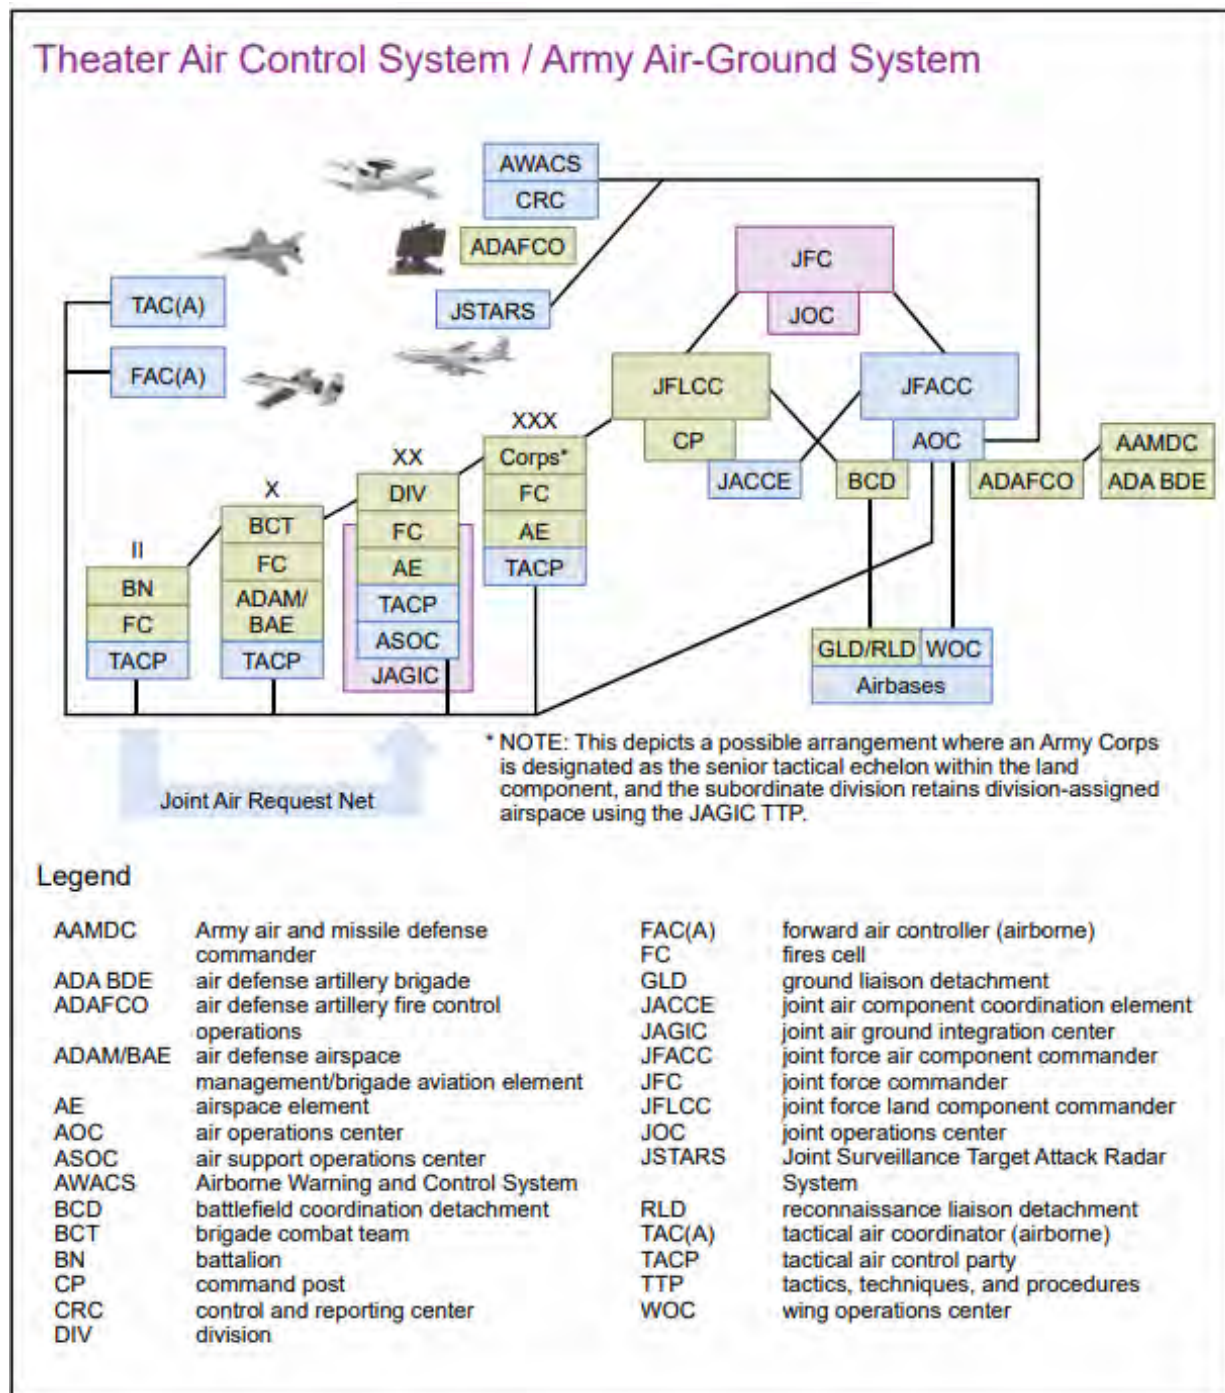 Theater Air Control System / Army Air-Ground System
AWACS
CRC
ADAFCO
JFC
JOC
TAC(A)
JSTARS
FAC(A)
JFLCC
JFACC
XXX
CP
AOC
AAMDC
XX
Corps*
JACCE
BCD
ADAFCO
ADA BDE
X
DIV
FC
BCT
FC
AE
II
FC
AE
TACP
BN
ADAM/
BAE
TACP
FC
ASOC
TACP
TACP
JAGIC
GLD/RLD
WOC
Airbases
* NOTE: This depicts a possible arrangement where an Army Corps
is designated as the senior tactical echelon within the land
component, and the subordinate division retains division-assigned
airspace using the JAGIC TTP.
Joint Air Request Net
Legend
AAMDC Army air and missile defense
commander
ADA BDE air defense artillery brigade
ADAFCO air defense artillery fire control
operations
ADAM/BAE air defense airspace
management/brigade aviation element
AE airspace element
AOC air operations center
ASOC air support operations center
AWACS Airborne Warning and Control System
BCD battlefield coordination detachment
BCT brigade combat team
BN battalion
CP command post
CRC control and reporting center
DIV division
FAC(A) forward air controller (airborne)
FC fires cell
GLD ground liaison detachment
JACCE joint air component coordination element
JAGIC joint air ground integration center
JFACC joint force air component commander
JFC joint force commander
JFLCC joint force land component commander
JOC joint operations center
JSTARS Joint Surveillance Target Attack Radar
System
RLD reconnaissance liaison detachment
TAC(A) tactical air coordinator (airborne)
TACP tactical air control party
TTP tactics, techniques, and procedures
WOC wing operations center